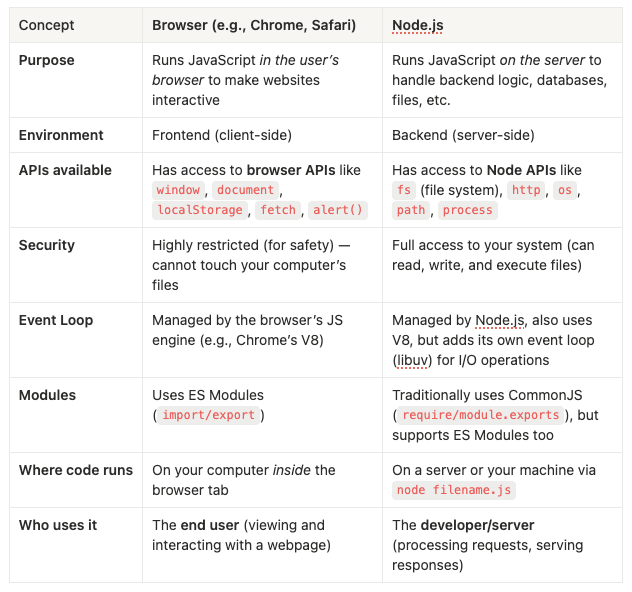 Concept
Browser (e.g., Chrome, Safari)
Node.js
Purpose
Runs JavaScript in the user's
browser to make websites
interactive
Runs JavaScript on the server to
handle backend logic, databases,
files, etc.
Environment
Frontend (client-side)
Backend (server-side)
APIs available
Has access to browser APIs like
window , document ,
localStorage , fetch , alert()
Has access to Node APIs like
fs (file system), http , os ,
path , process
Security
Highly restricted (for safety) —
cannot touch your computer's
files
Full access to your system (can
read, write, and execute files)
Event Loop
Managed by the browser's JS
engine (e.g., Chrome's V8)
Managed by Node.js, also uses
V8, but adds its own event loop
(libuv) for I/O operations
Modules
Uses ES Modules
( import/export )
Traditionally uses CommonJS
( require/module.exports ), but
supports ES Modules too
Where code runs
On your computer inside the
browser tab
On a server or your machine via
node filename.js
Who uses it
The end user (viewing and
interacting with a webpage)
The developer/server
(processing requests, serving
responses)